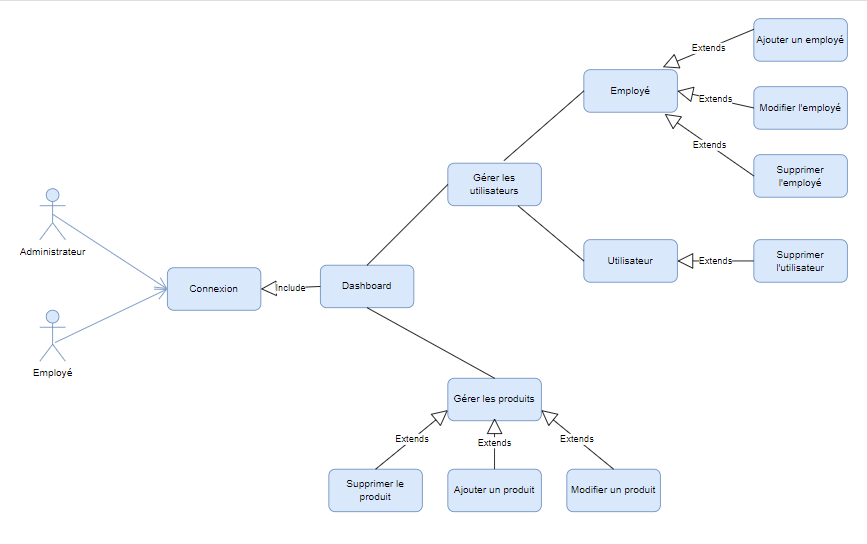 Extends
Ajouter un employé
Employé
Extends
Modifier l'employé
Extends
Supprimer
l'employé
Gérer les
utilisateurs
Administrateur
Utilisateur
Extends
Supprimer
l'utilisateur
Connexion
Include
Dashboard
Employé
Gérer les produits
Extends
Extends
Extends
Supprimer le
produit
Ajouter un produit
Modifier un produit